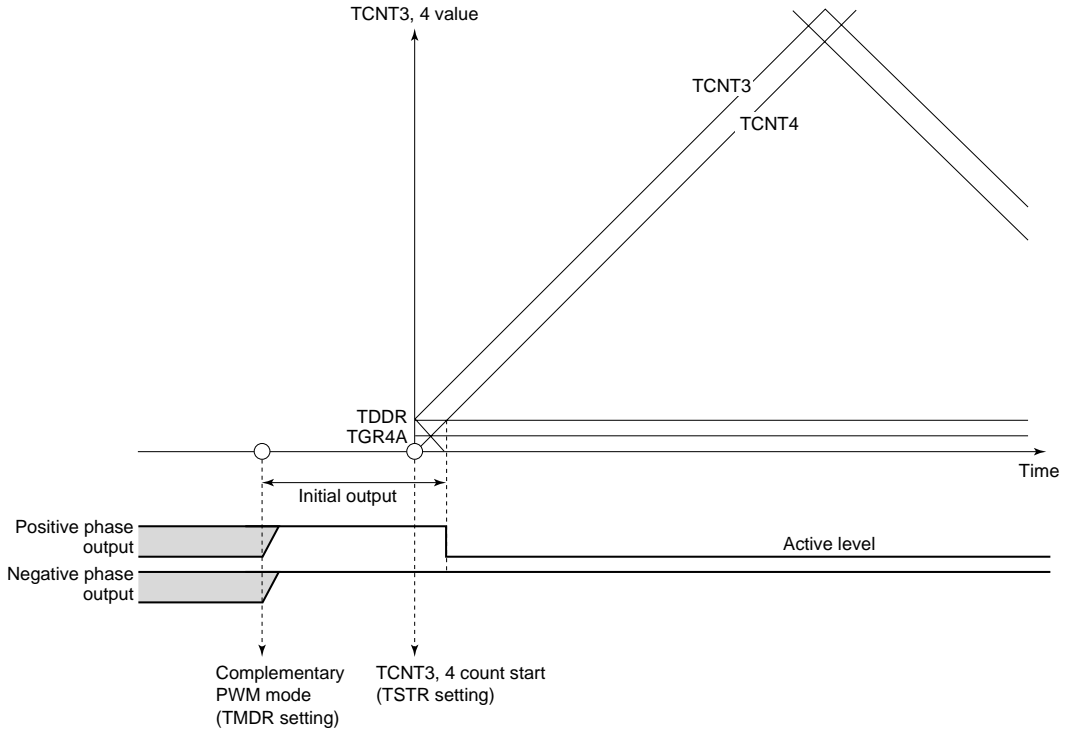 TCNT3, 4 value
TCNT3
TCNT4
TDDR
TGR4A
Time
Initial output
Positive phase
output
Active level
Negative phase
output
Complementary
PWM mode
(TMDR setting)
TCNT3, 4 count start
(TSTR setting)